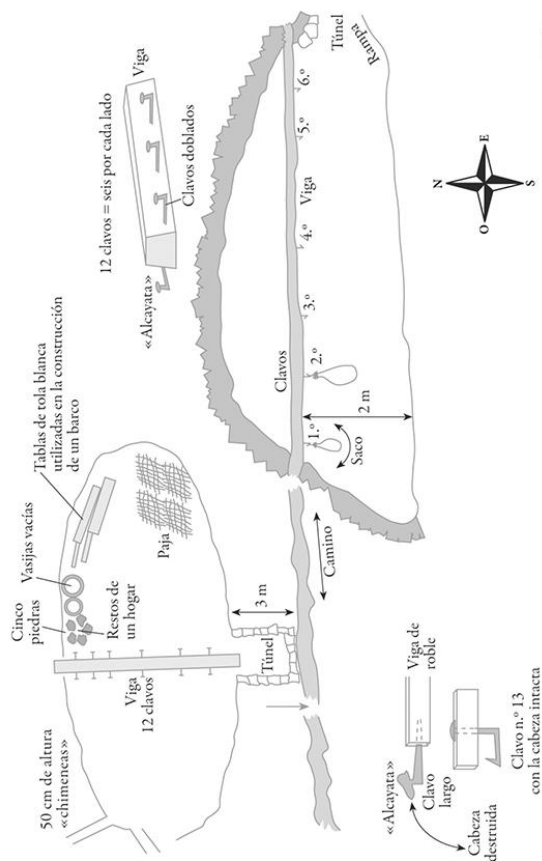 50 cm de altura
«chimeneas»
Cinco
piedras
Vasijas vacías
Restos de
un hogar
Tablas de tola blanca
utilizadas en la construcción
de un barco
Paja
Viga
12 clavos
Túnel
3 m
Camino
12 clavos = seis por cada lado
Viga
Clavos doblados
«Alcayata»
Clavos
Viga
1.º
2.º
3.º
4.º
5.º
6.º
Saco
2 m
Túnel
Rampa
N
E
S
O
«Alcayata»
Clavo
largo
Viga de
roble
Cabeza
destruida
Clavo n.º 13
con la cabeza intacta